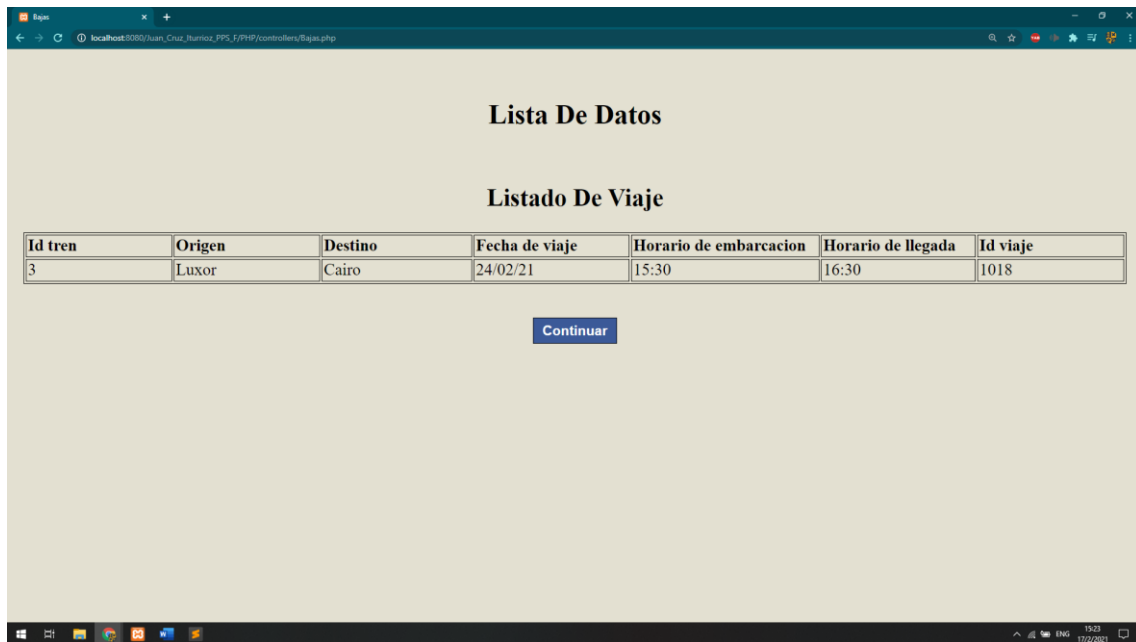 Bajas
localhost:8080/Juan_Cruz_Iturrioz_PPS_F/PHP/controllers/Bajas.php
Lista De Datos
Listado De Viaje
Id tren Origen Destino Fecha de viaje Horario de embarcacion Horario de llegada Id viaje
3 Luxor Cairo 24/02/21 15:30 16:30 1018
Continuar
ENG 15:23
17/2/2021